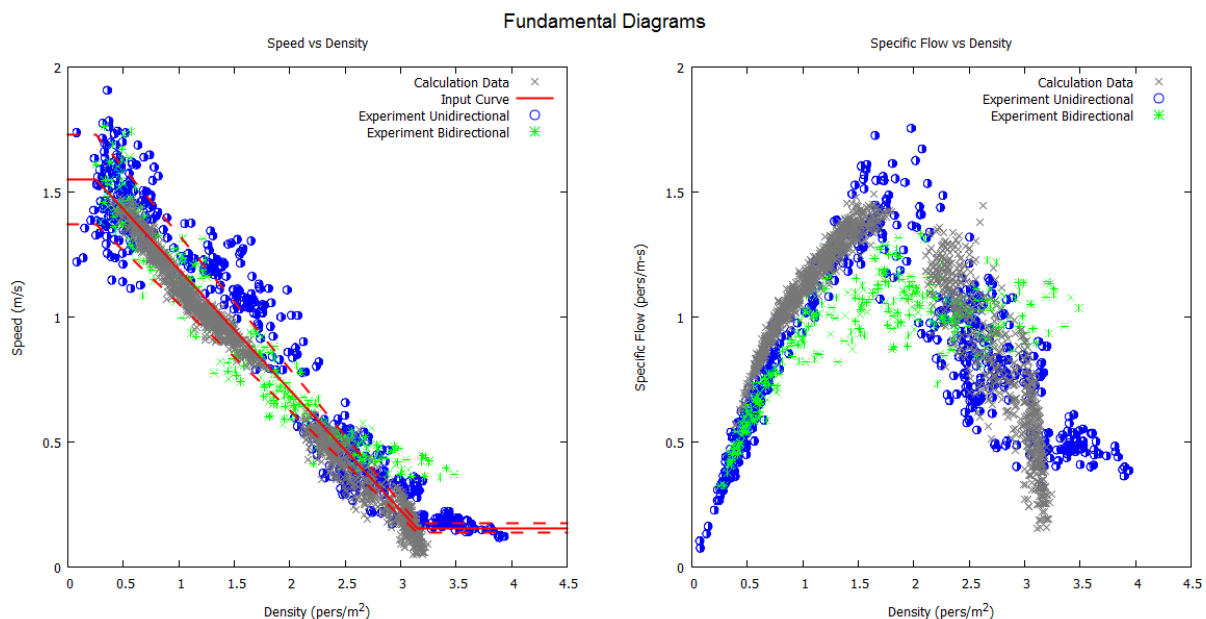 Fundamental Diagrams
Speed vs Density
2
1.5
1
0.5
0
0
0.5
1
1.5
2
2.5
3
3.5
4
4.5
Speed (m/s)
Density (pers/m²)
Calculation Data
Input Curve
Experiment Unidirectional
Experiment Bidirectional
Specific Flow vs Density
2
1.5
1
0.5
0
0
0.5
1
1.5
2
2.5
3
3.5
4
4.5
Specific Flow (pers/m-s)
Density (pers/m²)
Calculation Data
Experiment Unidirectional
Experiment Bidirectional